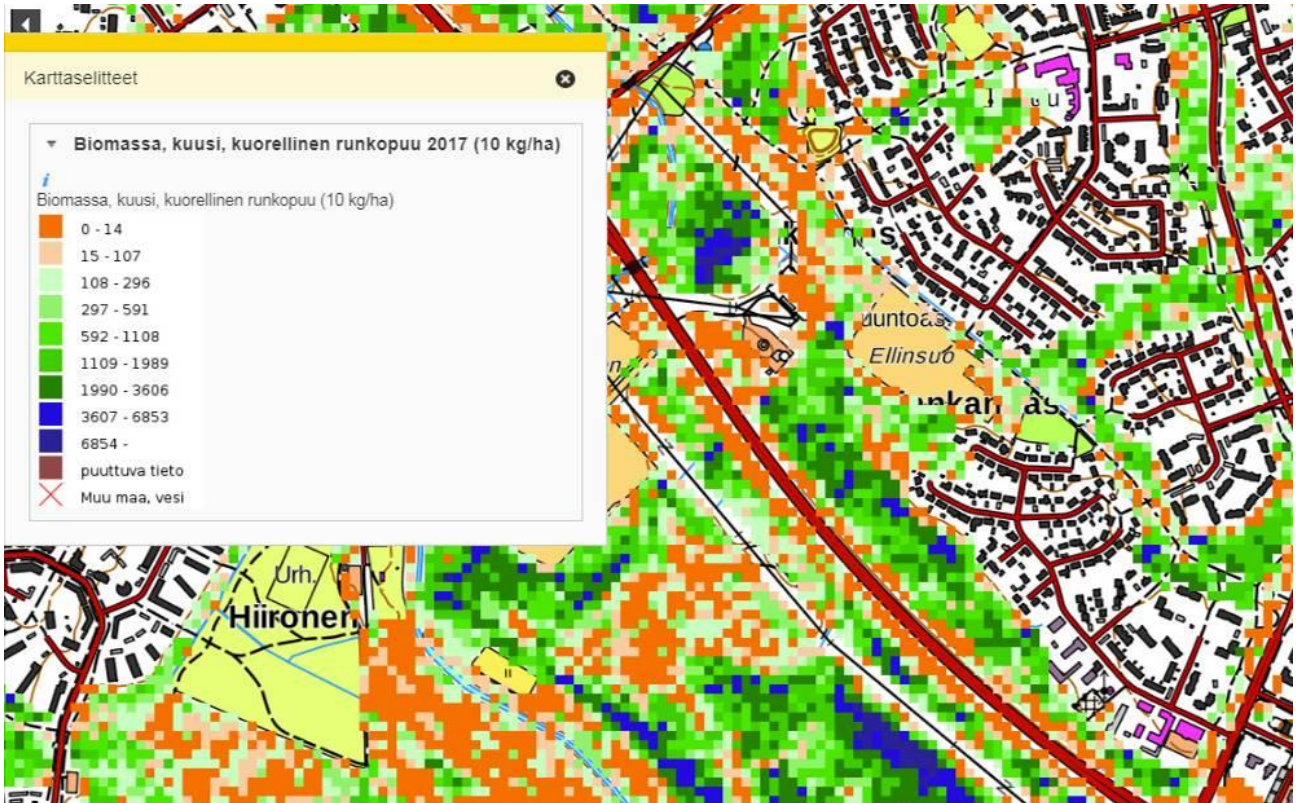 Karttaselitteet
Biomassa, kuusi, kuorellinen runkopuu 2017 (10 kg/ha)
i
Biomassa, kuusi, kuorellinen runkopuu (10 kg/ha)
0 - 14
15 - 107
108 - 296
297 - 591
592 - 1108
1109 - 1989
1990 - 3606
3607 - 6853
6854 -
puuttuva tieto
Muu maa, vesi
Ellinsuo
Urh.
Hiironen